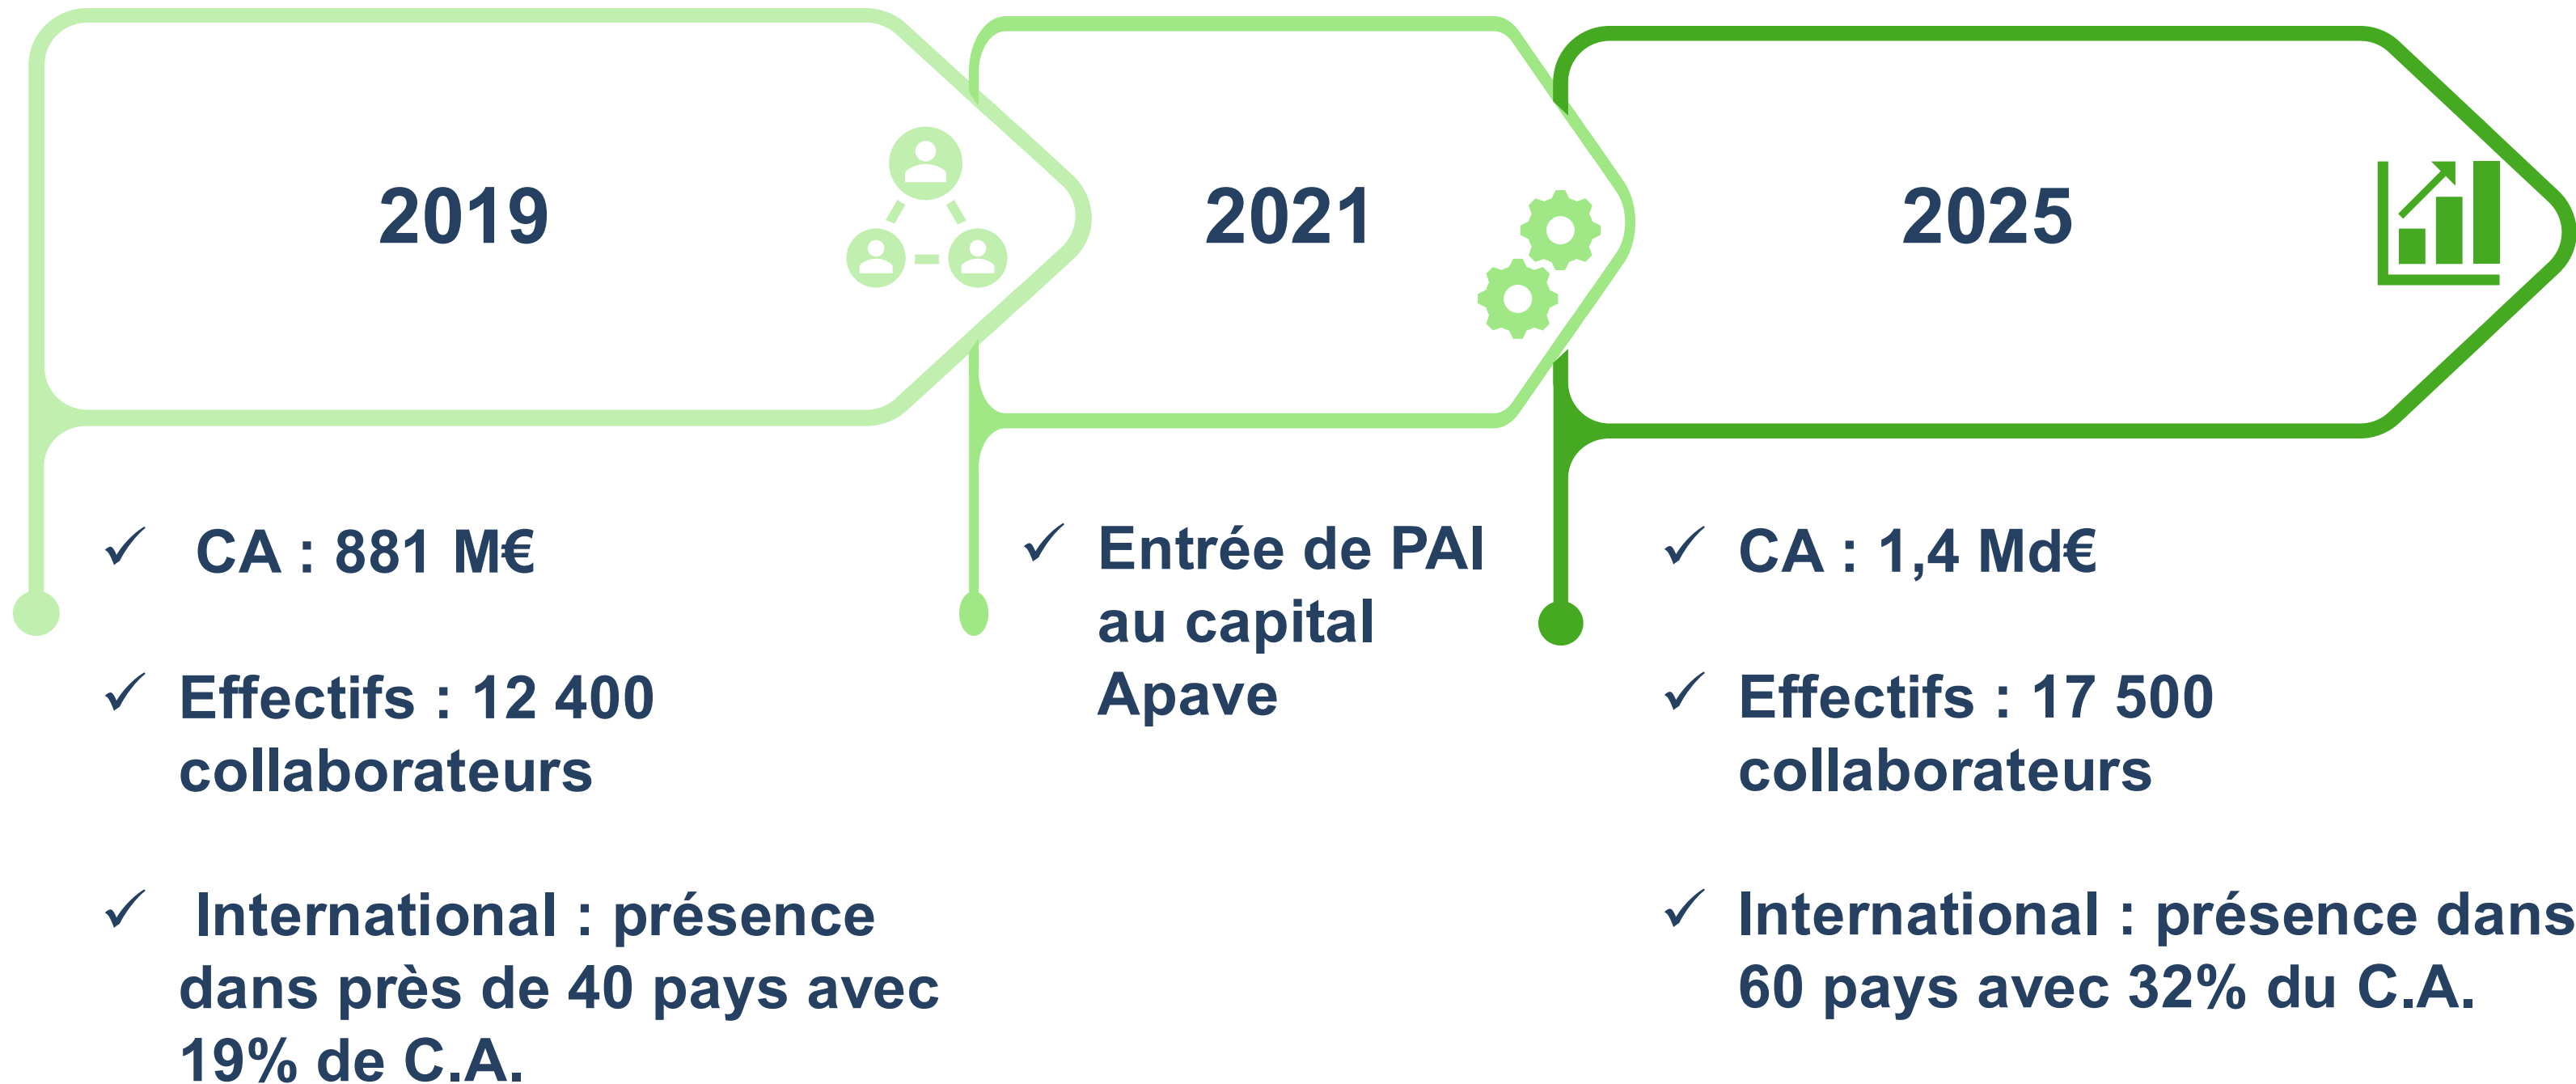 2019
2021
2025
CA : 881 M€
Effectifs : 12 400
collaborateurs
International : présence
dans près de 40 pays avec
19% de C.A.
Entrée de PAI
au capital
Apave
CA : 1,4 Md€
Effectifs : 17 500
collaborateurs
International : présence dans
60 pays avec 32% du C.A.